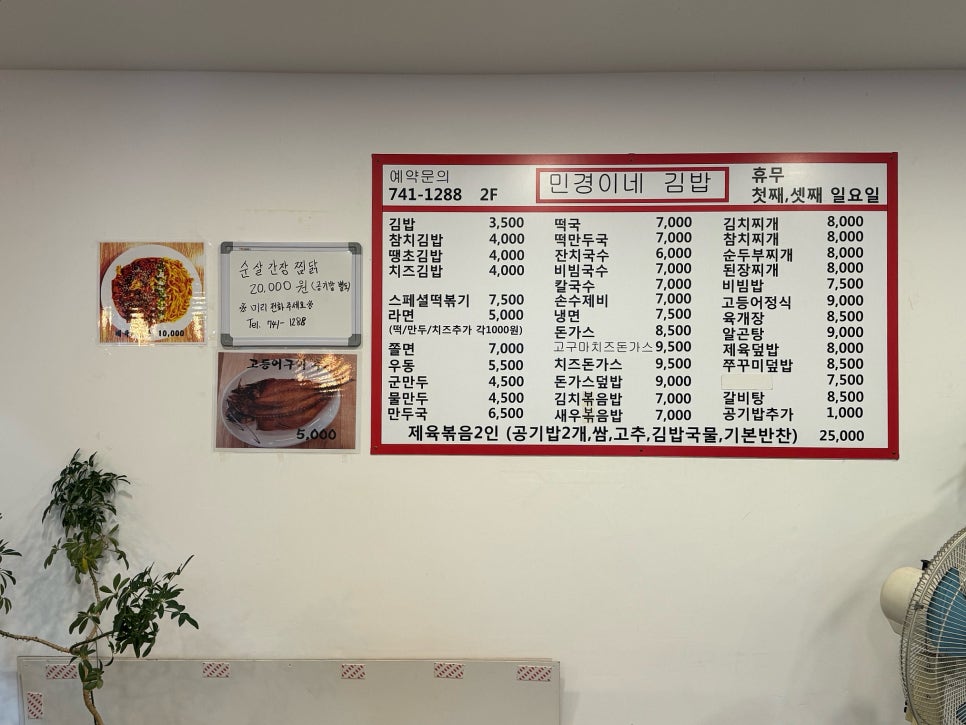 예약문의
741-1288 2F
민경이네 김밥
휴무
첫째,셋째 일요일
김밥 3,500
참치김밥 4,000
땡초김밥 4,000
치즈김밥 4,000
스페셜떡볶기 7,500
라면 5,000
(떡/만두/치즈추가 각1000원)
쫄면 7,000
우동 5,500
군만두 4,500
물만두 4,500
만두국 6,500
떡국 7,000
떡만두국 7,000
잔치국수 6,000
비빔국수 7,000
칼국수 7,000
손수제비 7,000
냉면 7,500
돈가스 8,500
고구마치즈돈가스 9,500
치즈돈가스 9,500
돈가스덮밥 9,000
김치볶음밥 7,000
새우볶음밥 7,000
김치찌개 8,000
참치찌개 8,000
순두부찌개 8,000
된장찌개 8,000
비빔밥 7,500
고등어정식 9,000
육개장 8,500
알곤탕 9,000
제육덮밥 8,000
쭈꾸미덮밥 8,500
7,500
갈비탕 8,500
공기밥추가 1,000
제육볶음2인 (공기밥2개,쌈,고추,김밥국물,기본반찬) 25,000
순살 간장 찜닭
20,000 원 (공기밥 별도)
※ 미리 전화 주세요 ※
Tel. 741-1288
10,000
고등어구이
5,000